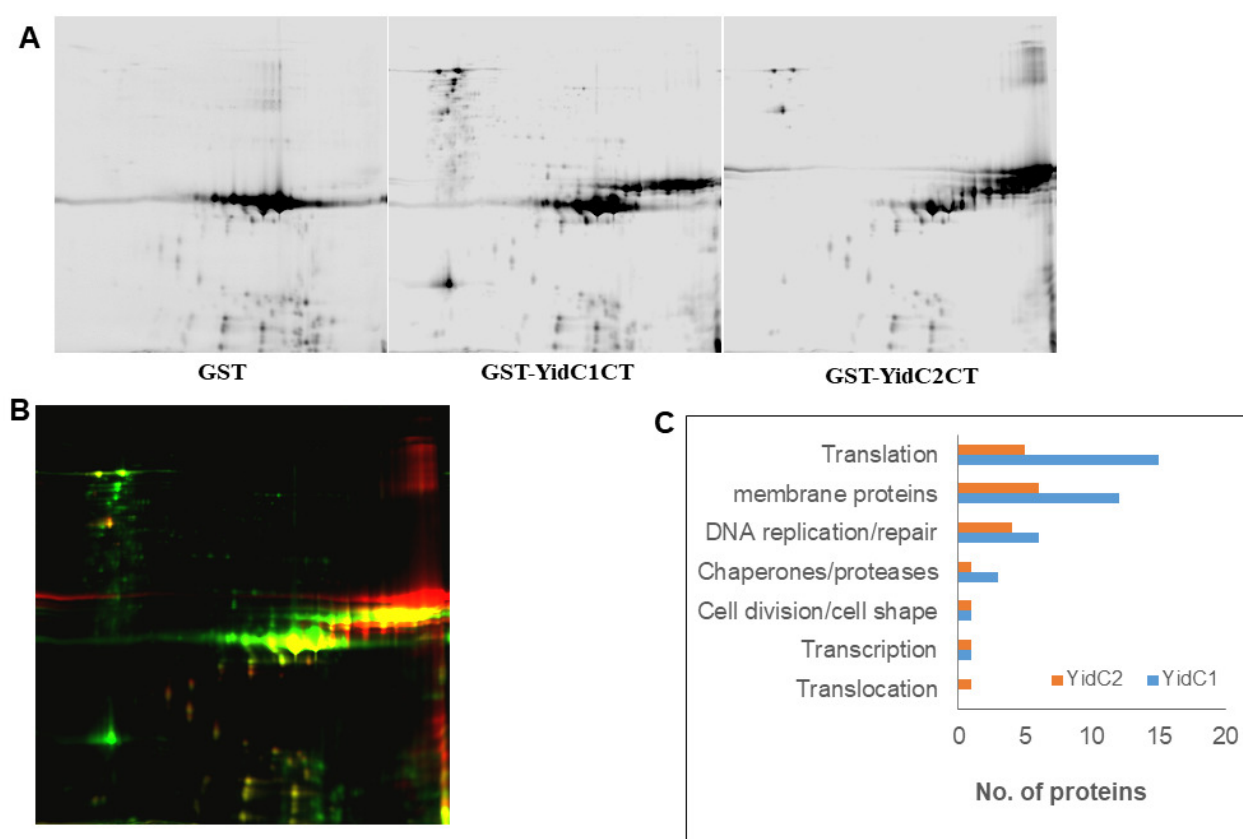 A
GST
GST-YidC1CT
GST-YidC2CT
B
C
Translation
membrane proteins
DNA replication/repair
Chaperones/proteases
Cell division/cell shape
Transcription
Translocation
YidC2 YidC1
0 5 10 15 20
No. of proteins